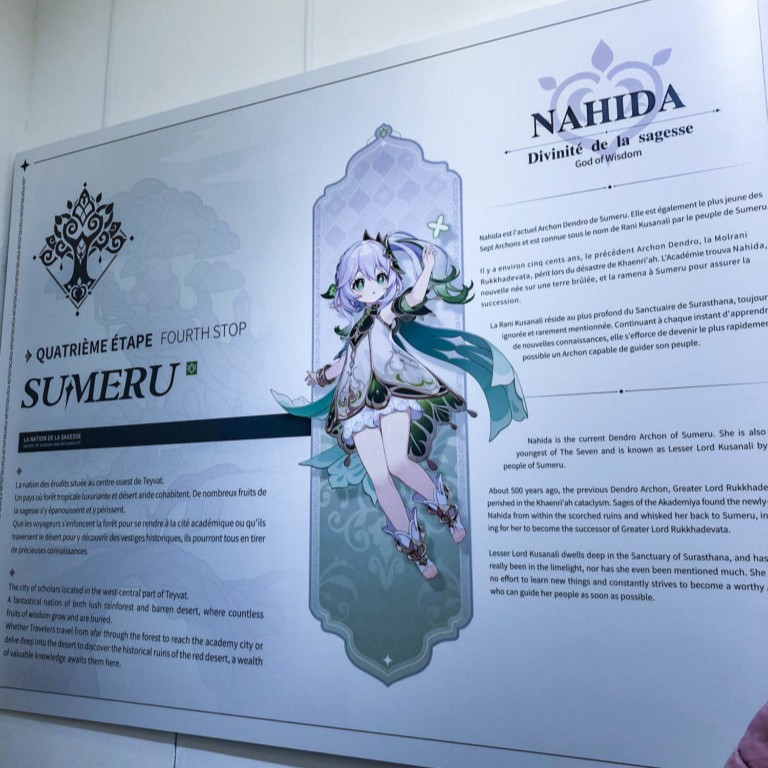 QUATRIÈME ÉTAPE FOURTH STOP
SUMERU
LA NATION DE LA SAGESSE
La nation des érudits située au centre-ouest de Teyvat.
Un pays où forêt tropicale luxuriante et désert aride cohabitent. De nombreux fruits de
la sagesse s'y épanouissent et y périssent.
Que les voyageurs s'enfoncent la forêt pour se rendre à la cité académique ou qu'ils
traversent le désert pour y découvrir des vestiges historiques, ils pourront tous en tirer
de précieuses connaissances.
The city of scholars located in the west-central part of Teyvat.
A fantastical nation of both lush rainforest and barren desert, where countless
fruits of wisdom grow and are buried.
Whether Travelers travel from afar through the forest to reach the academy city or
delve deep into the desert to discover the historical ruins of the red desert, a wealth
of valuable knowledge awaits them here.
NAHIDA
Divinité de la sagesse
God of Wisdom
Nahida est l'actuel Archon Dendro de Sumeru. Elle est également le plus jeune des
Sept Archons et est connue sous le nom de Rani Kusanali par le peuple de Sumeru.
Il y a environ cinq cents ans, le précédent Archon Dendro, la Molrani
Rukkhadevata, périt lors du désastre de Khaenri'ah. L'Académie trouva Nahida,
nouvelle née sur une terre brûlée, et la ramena à Sumeru pour assurer la
succession.
La Rani Kusanali réside au plus profond du Sanctuaire de Surasthana, toujour
ignorée et rarement mentionnée. Continuant à chaque instant d'apprendr
de nouvelles connaissances, elle s'efforce de devenir le plus rapidemen
possible un Archon capable de guider son peuple.
Nahida is the current Dendro Archon of Sumeru. She is also
youngest of The Seven and is known as Lesser Lord Kusanali by
people of Sumeru.
About 500 years ago, the previous Dendro Archon, Greater Lord Rukkhade
perished in the Khaenri'ah cataclysm. Sages of the Akademiya found the newly-
Nahida from within the scorched ruins and whisked her back to Sumeru, in
ing for her to become the successor of Greater Lord Rukkhadevata.
Lesser Lord Kusanali dwells deep in the Sanctuary of Surasthana, and has
really been in the limelight, nor has she even been mentioned much. She
no effort to learn new things and constantly strives to become a worthy
who can guide her people as soon as possible.